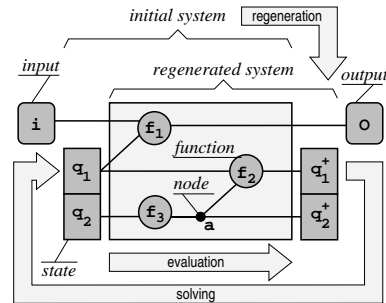 initial system
regeneration
input
regenerated system
output
i
f1
o
function
q1
f2
q1+
node
q2
f3
a
q2+
state
evaluation
solving